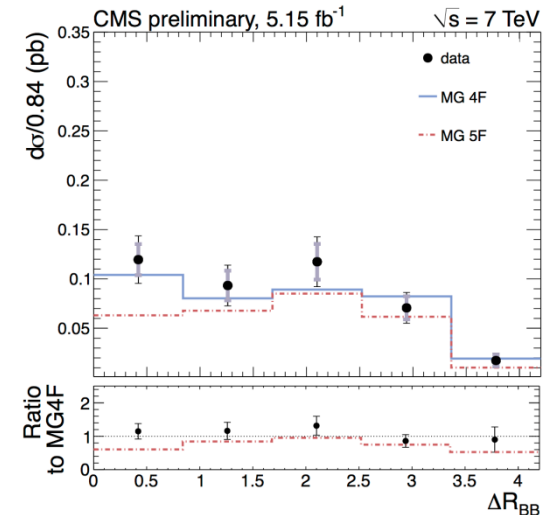 CMS preliminary, 5.15 fb⁻¹ √s = 7 TeV
dσ/0.84 (pb)
0.35
0.3
0.25
0.2
0.15
0.1
0.05
data
MG 4F
MG 5F
Ratio
to MG4F
2
1
0
0 0.5 1 1.5 2 2.5 3 3.5 4
ΔR_BB